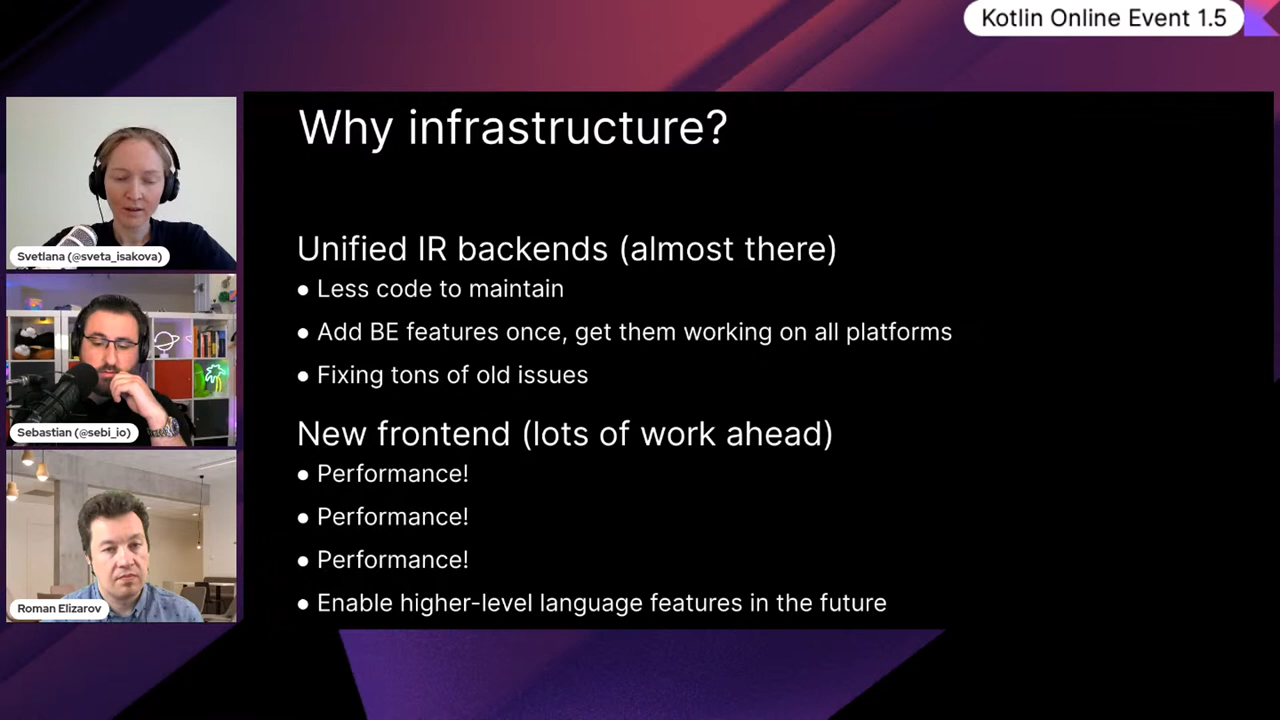 Kotlin Online Event 1.5
Why infrastructure?
Unified IR backends (almost there)
● Less code to maintain
● Add BE features once, get them working on all platforms
● Fixing tons of old issues
New frontend (lots of work ahead)
● Performance!
● Performance!
● Performance!
● Enable higher-level language features in the future
Svetlana (@sveta_isakova)
Sebastian (@sebi_io)
Roman Elizarov